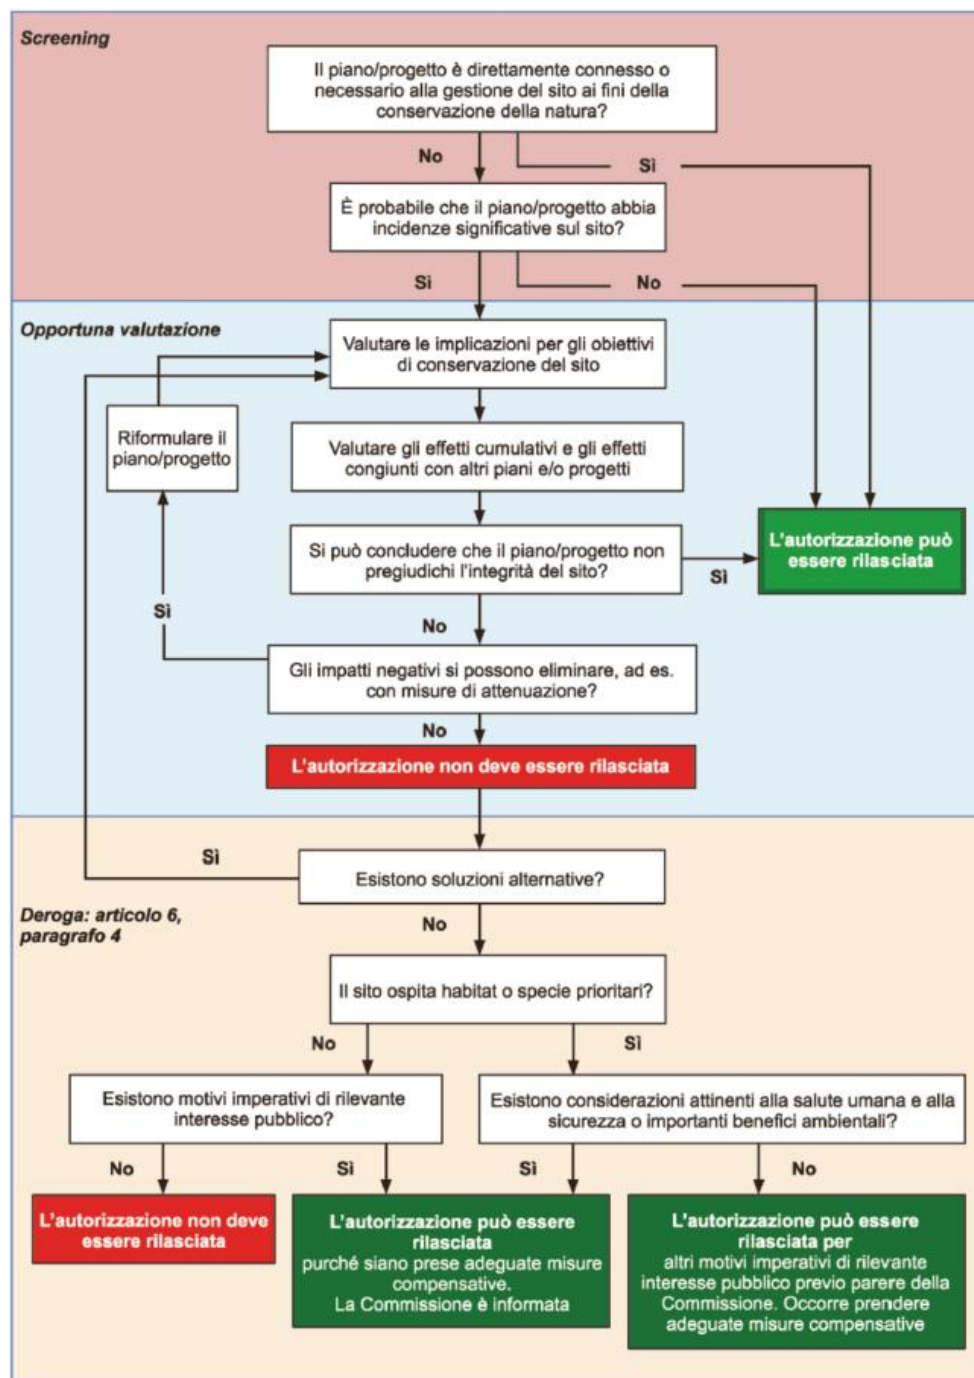 Screening
Il piano/progetto è direttamente connesso o
necessario alla gestione del sito ai fini della
conservazione della natura?
No
Sì
È probabile che il piano/progetto abbia
incidenze significative sul sito?
Sì
No
Opportuna valutazione
Valutare le implicazioni per gli obiettivi
di conservazione del sito
Riformulare il
piano/progetto
Valutare gli effetti cumulativi e gli effetti
congiunti con altri piani e/o progetti
Si può concludere che il piano/progetto non
pregiudichi l'integrità del sito?
Sì
L'autorizzazione può
essere rilasciata
Sì
No
Gli impatti negativi si possono eliminare, ad es.
con misure di attenuazione?
No
L'autorizzazione non deve essere rilasciata
Sì
Esistono soluzioni alternative?
Deroga: articolo 6,
paragrafo 4
No
Il sito ospita habitat o specie prioritari?
No
Sì
Esistono motivi imperativi di rilevante
interesse pubblico?
Esistono considerazioni attinenti alla salute umana e alla
sicurezza o importanti benefici ambientali?
No
Sì
Sì
No
L'autorizzazione non deve
essere rilasciata
L'autorizzazione può essere
rilasciata
purché siano prese adeguate misure
compensative.
La Commissione è informata
L'autorizzazione può essere
rilasciata per
altri motivi imperativi di rilevante
interesse pubblico previo parere della
Commissione. Occorre prendere
adeguate misure compensative